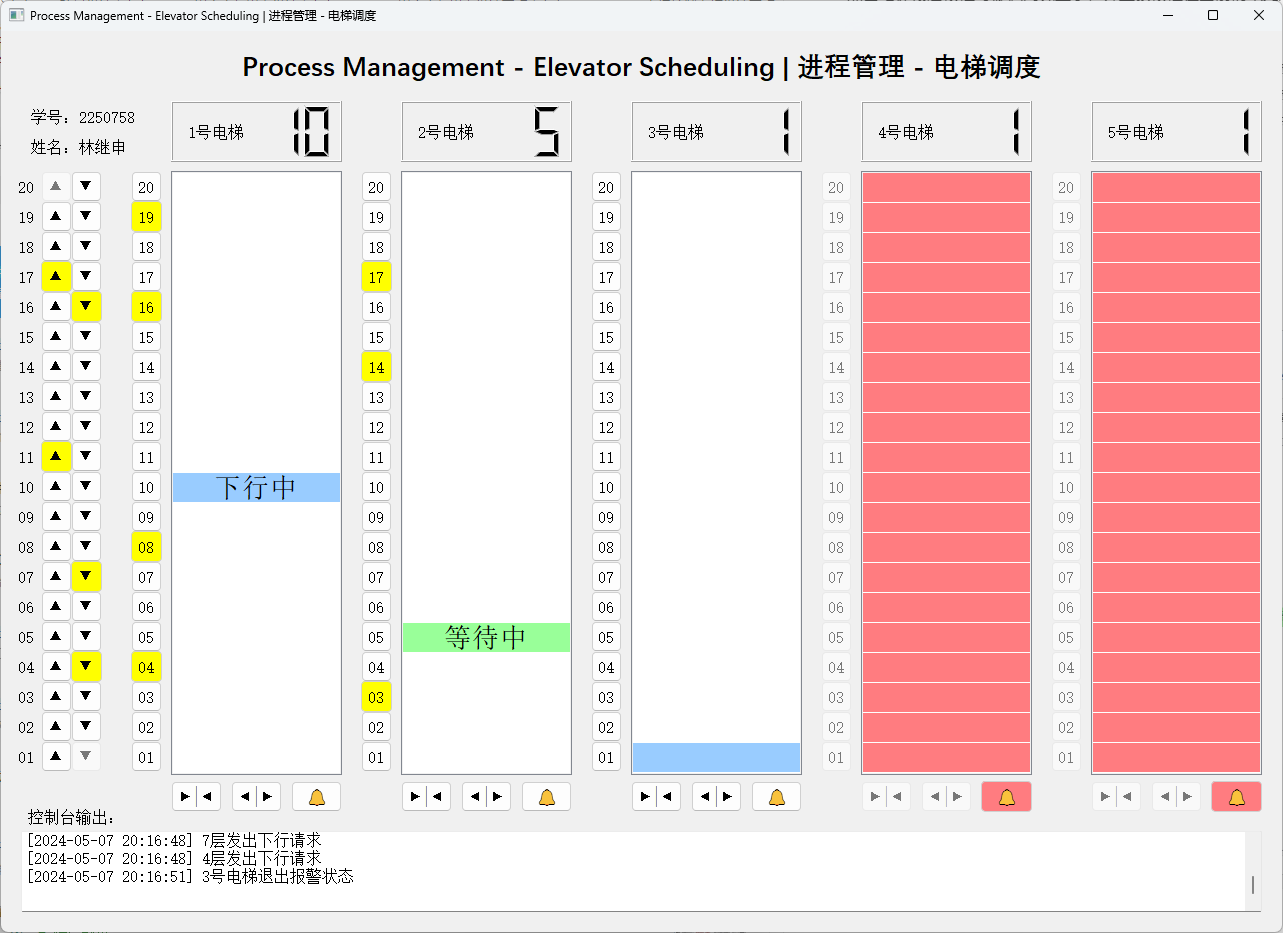 Process Management - Elevator Scheduling | 进程管理 - 电梯调度
Process Management - Elevator Scheduling | 进程管理 - 电梯调度
学号: 2250758
姓名: 林继申
1号电梯 10
2号电梯 5
3号电梯 1
4号电梯 1
5号电梯 1
20 ▲ ▼ 20 20 20 20 20
19 ▲ ▼ 19 19 19 19 19
18 ▲ ▼ 18 18 18 18 18
17 ▲ ▼ 17 17 17 17 17
16 ▲ ▼ 16 16 16 16 16
15 ▲ ▼ 15 15 15 15 15
14 ▲ ▼ 14 14 14 14 14
13 ▲ ▼ 13 13 13 13 13
12 ▲ ▼ 12 12 12 12 12
11 ▲ ▼ 11 11 11 11 11
10 ▲ ▼ 10 下行中 10 10 10 10
09 ▲ ▼ 09 09 09 09 09
08 ▲ ▼ 08 08 08 08 08
07 ▲ ▼ 07 07 07 07 07
06 ▲ ▼ 06 06 06 06 06
05 ▲ ▼ 05 05 等待中 05 05 05
04 ▲ ▼ 04 04 04 04 04
03 ▲ ▼ 03 03 03 03 03
02 ▲ ▼ 02 02 02 02 02
01 ▲ ▼ 01 01 01 01 01
▶|◀ ◀|▶ ▶|◀ ◀|▶ ▶|◀ ◀|▶ ▶|◀ ◀|▶ ▶|◀ ◀|▶
控制台输出:
[2024-05-07 20:16:48] 7层发出下行请求
[2024-05-07 20:16:48] 4层发出下行请求
[2024-05-07 20:16:51] 3号电梯退出报警状态